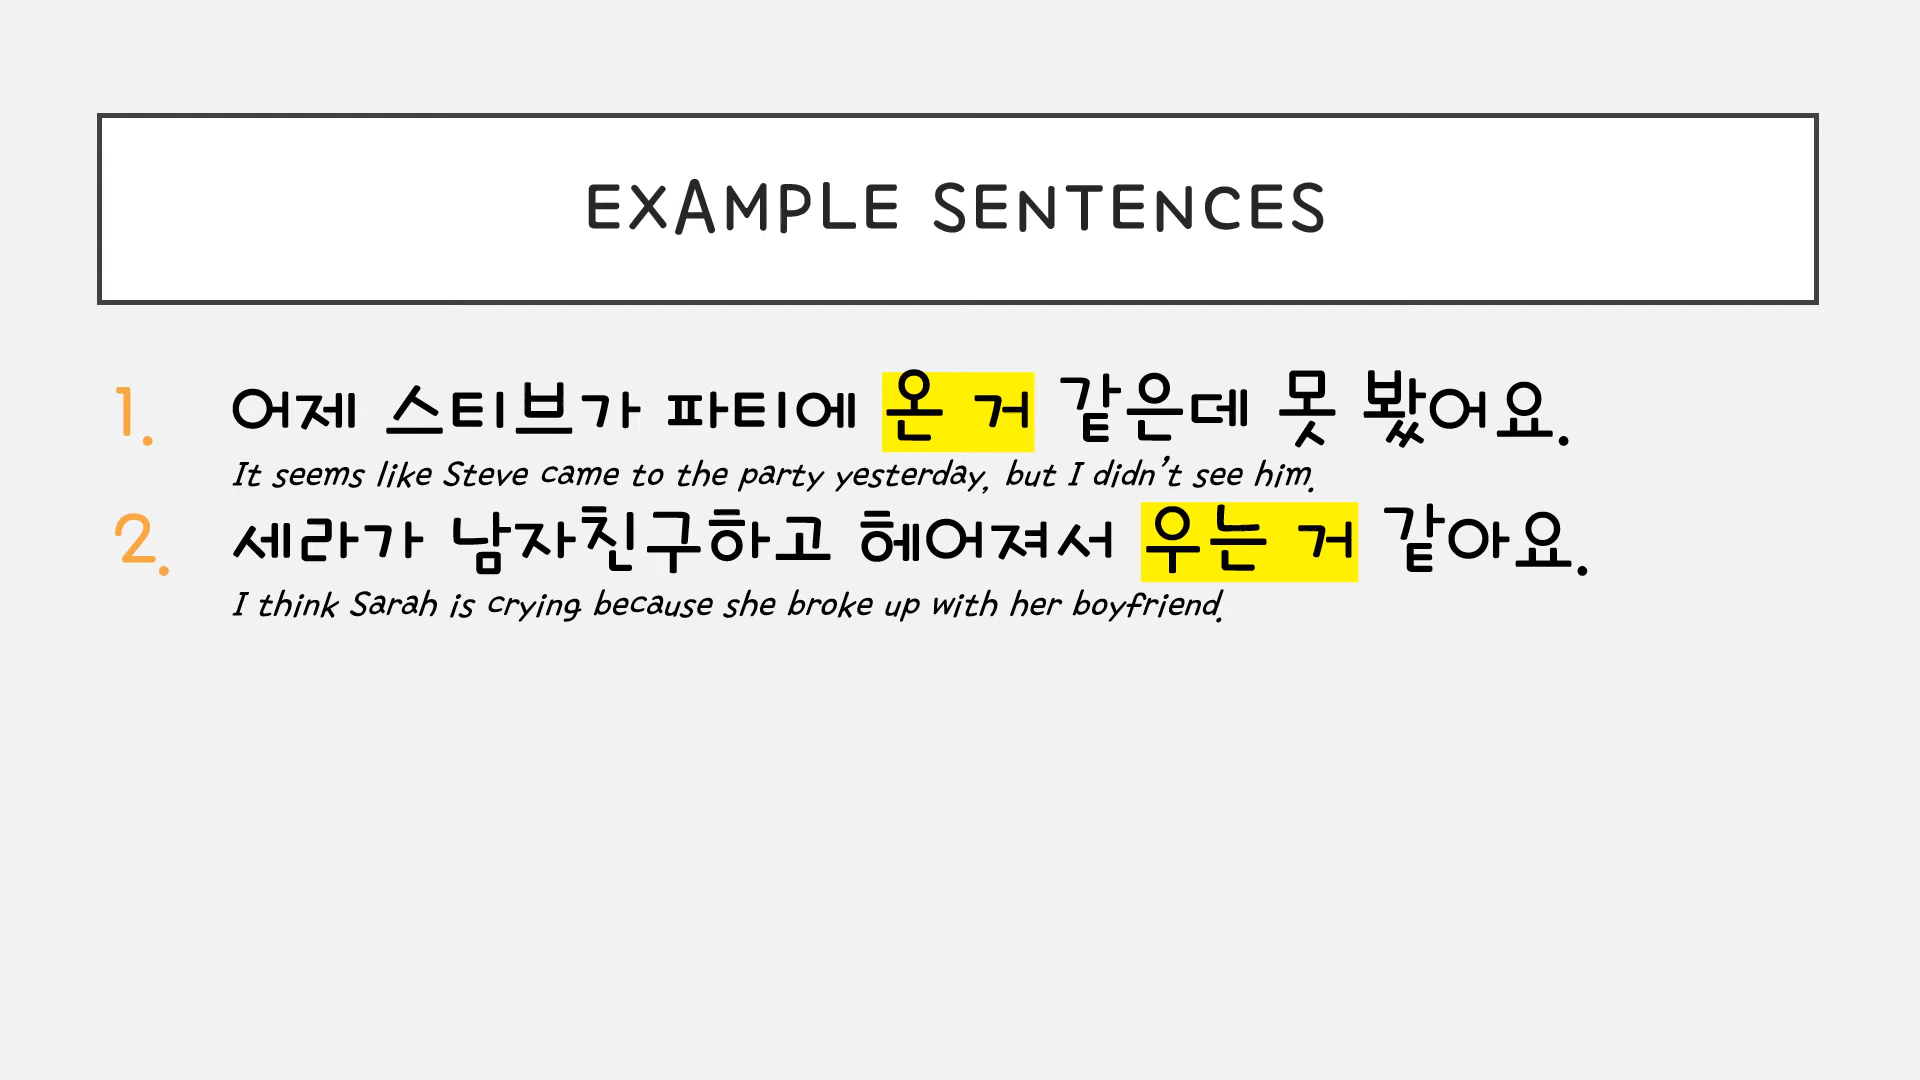 EXAMPLE SENTENCES
1. 어제 스티브가 파티에 온 거 같은데 못 봤어요.
It seems like Steve came to the party yesterday, but I didn't see him.
2. 세라가 남자친구하고 헤어져서 우는 거 같아요.
I think Sarah is crying because she broke up with her boyfriend.